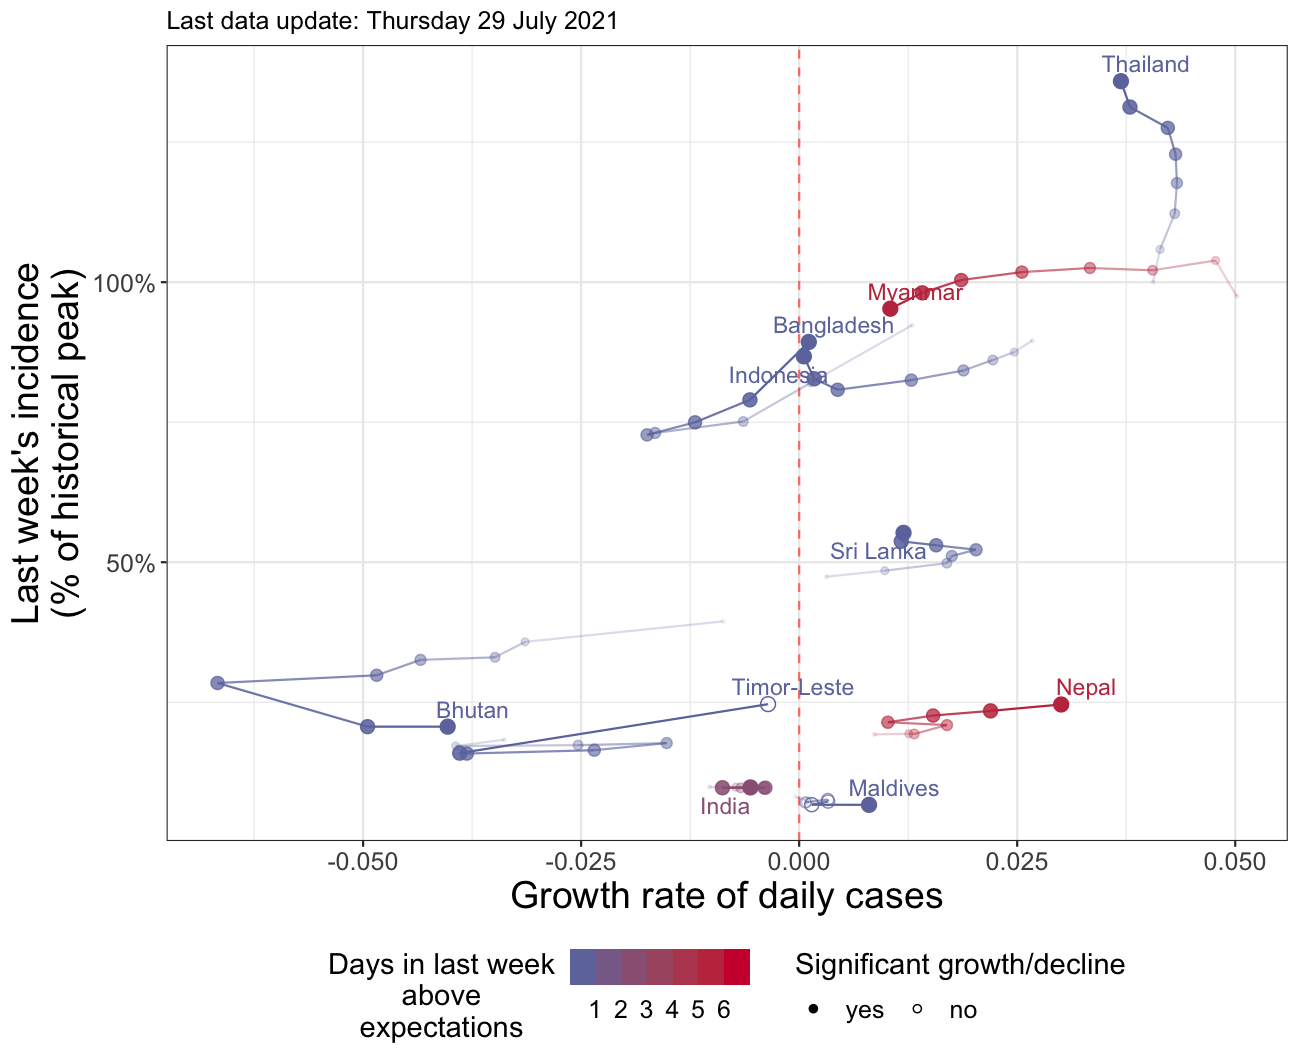 Last data update: Thursday 29 July 2021
Last week's incidence
(% of historical peak)
100%
50%
Thailand
Myanmar
Bangladesh
Indonesia
Sri Lanka
Timor-Leste
Nepal
Bhutan
Maldives
India
-0.050
-0.025
0.000
0.025
0.050
Growth rate of daily cases
Days in last week
above
expectations
1 2 3 4 5 6
Significant growth/decline
yes
no